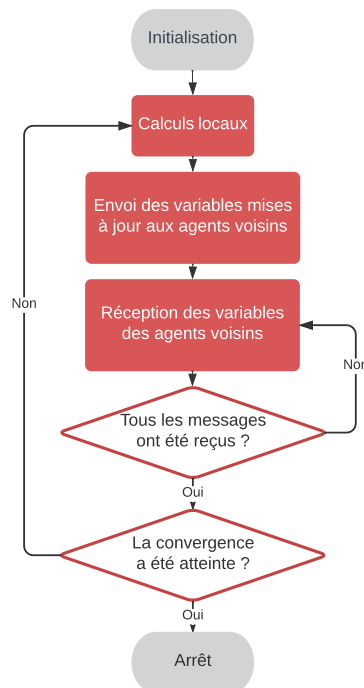 Initialisation
Calculs locaux
Envoi des variables mises
à jour aux agents voisins
Non
Réception des variables
des agents voisins
Non
Tous les messages
ont été reçus ?
Oui
La convergence
a été atteinte ?
Oui
Arrêt